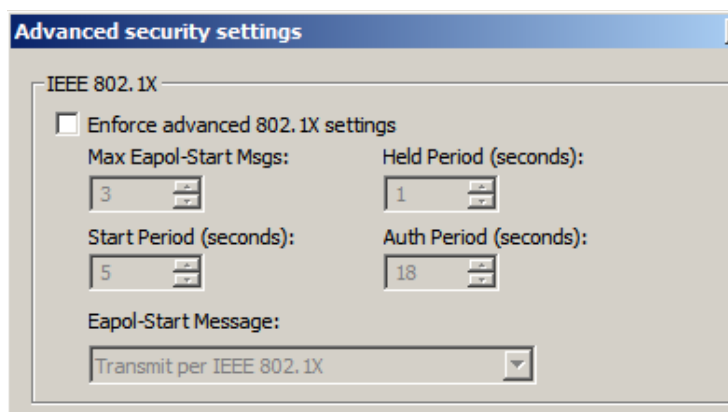 Advanced security settings
IEEE 802.1X
Enforce advanced 802.1X settings
Max Eapol-Start Msgs: Held Period (seconds):
3 1
Start Period (seconds): Auth Period (seconds):
5 18
Eapol-Start Message:
Transmit per IEEE 802.1X